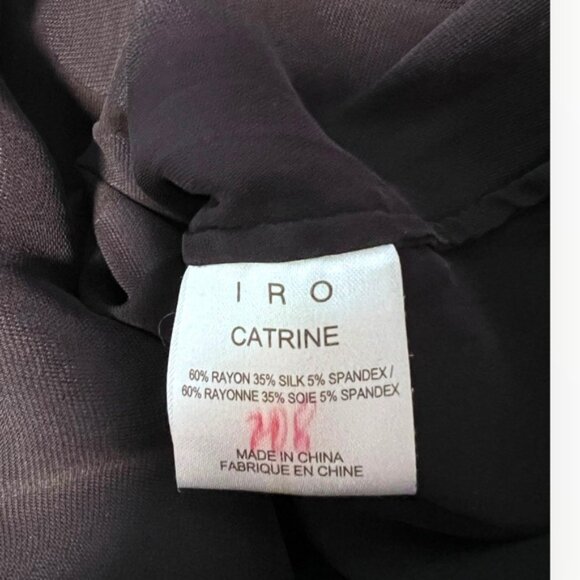 IRO
CATRINE
60% RAYON 35% SILK 5% SPANDEX /
60% RAYONNE 35% SOIE 5% SPANDEX
MADE IN CHINA
FABRIQUE EN CHINE